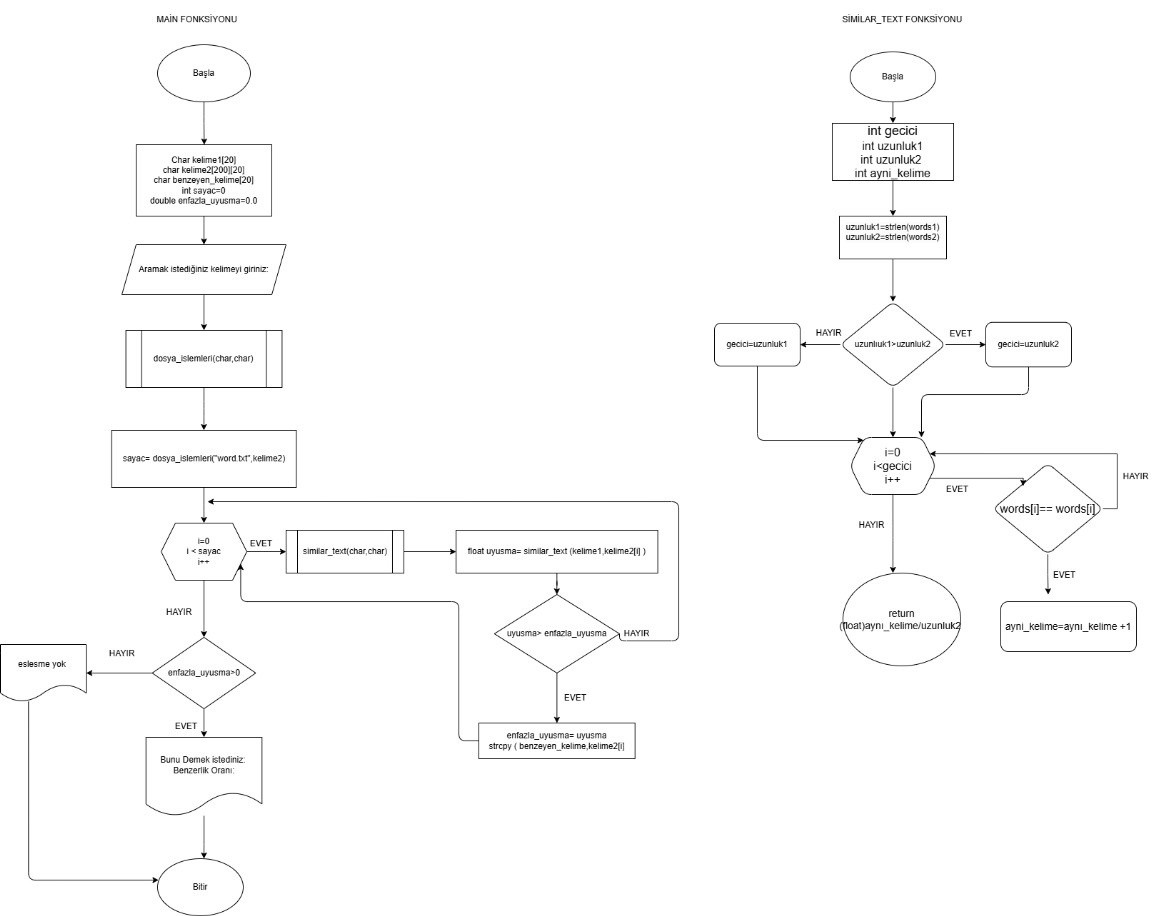 MAİN FONKSİYONU
Başla
Char kelime1[20]
char kelime2[200][20]
char benzeyen_kelime[20]
int sayac=0
double enfazla_uyusma=0.0
Aramak istediğiniz kelimeyi giriniz:
dosya_islemleri(char,char)
sayac= dosya_islemleri("word.txt",kelime2)
i=0
i < sayac
i++
EVET
similar_text(char,char)
float uyusma= similar_text (kelime1,kelime2[i] )
uyusma> enfazla_uyusma
HAYIR
EVET
enfazla_uyusma= uyusma
strcpy ( benzeyen_kelime,kelime2[i]
HAYIR
enfazla_uyusma>0
HAYIR
eslesme yok
EVET
Bunu Demek istediniz:
Benzerlik Oranı:
Bitir
SİMİLAR_TEXT FONKSİYONU
Başla
int gecici
int uzunluk1
int uzunluk2
int aynı_kelime
uzunluk1=strlen(words1)
uzunluk2=strlen(words2)
uzunluk1>uzunluk2
HAYIR
gecici=uzunluk1
EVET
gecici=uzunluk2
i=0
i<gecici
i++
EVET
words[i]== words[i]
HAYIR
EVET
aynı_kelime=aynı_kelime +1
HAYIR
return
(float)aynı_kelime/uzunluk2